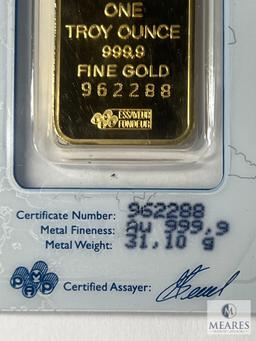 ONE
TROY OUNCE
999,9
FINE GOLD
962288
ESSAYEUR
FONDEUR
Certificate Number: 962288
Metal Fineness: Au 999,9
Metal Weight: 31,10 g
PAMP
Certified Assayer:
MEARES